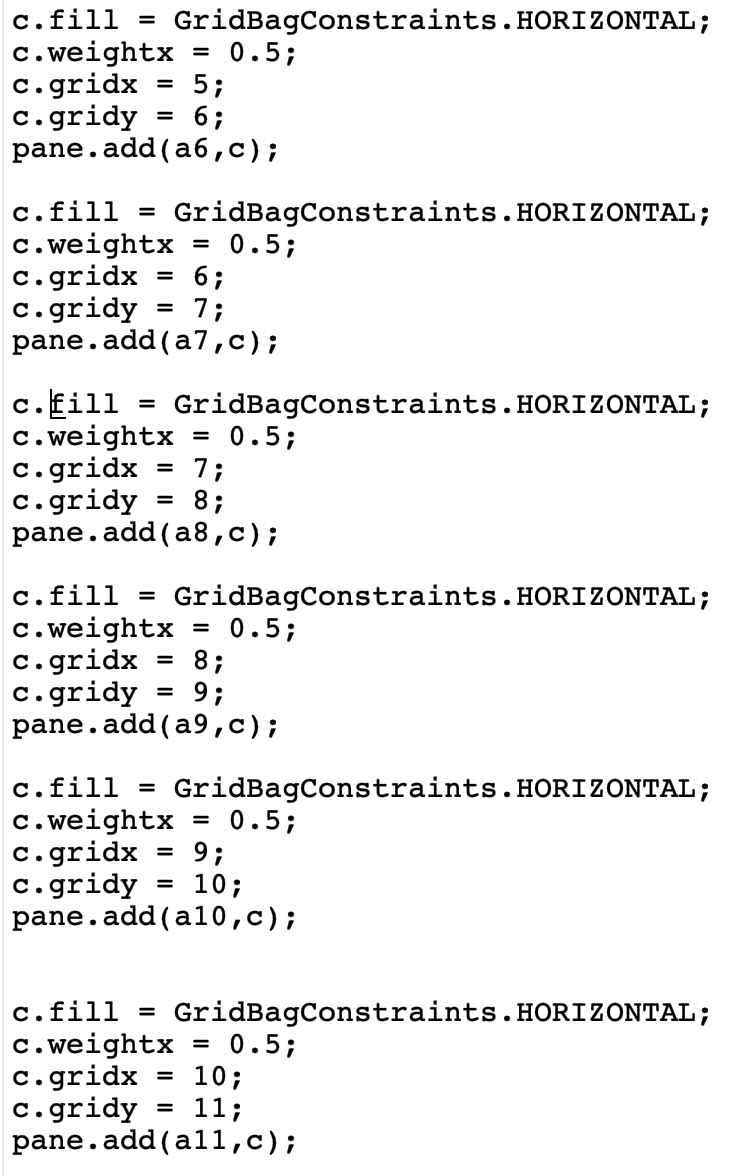 c.fill = GridBagConstraints.HORIZONTAL;
c.weightx = 0.5;
c.gridx = 5;
c.gridy = 6;
pane.add(a6,c);

c.fill = GridBagConstraints.HORIZONTAL;
c.weightx = 0.5;
c.gridx = 6;
c.gridy = 7;
pane.add(a7,c);

c.fill = GridBagConstraints.HORIZONTAL;
c.weightx = 0.5;
c.gridx = 7;
c.gridy = 8;
pane.add(a8,c);

c.fill = GridBagConstraints.HORIZONTAL;
c.weightx = 0.5;
c.gridx = 8;
c.gridy = 9;
pane.add(a9,c);

c.fill = GridBagConstraints.HORIZONTAL;
c.weightx = 0.5;
c.gridx = 9;
c.gridy = 10;
pane.add(a10,c);

c.fill = GridBagConstraints.HORIZONTAL;
c.weightx = 0.5;
c.gridx = 10;
c.gridy = 11;
pane.add(a11,c);